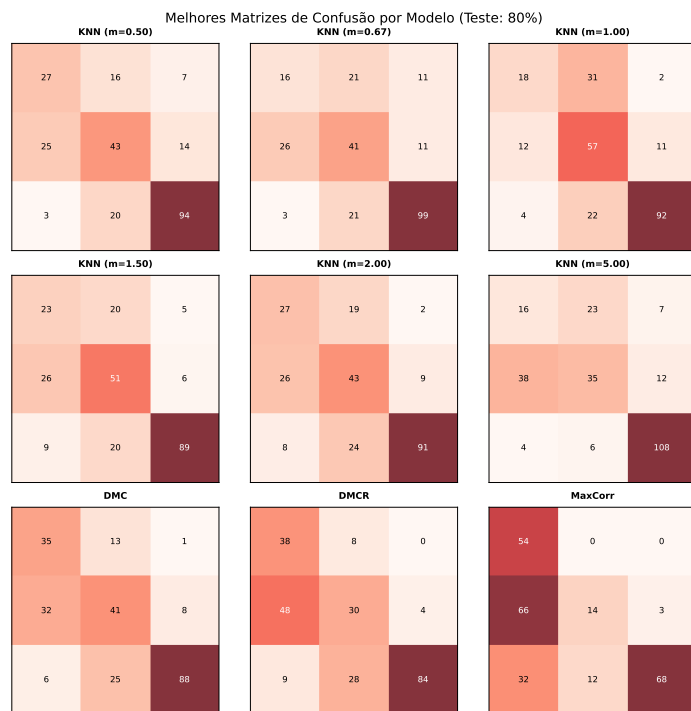 Melhores Matrizes de Confusão por Modelo (Teste: 80%)
KNN (m=0.50) KNN (m=0.67) KNN (m=1.00)
27 16 7 16 21 11 18 31 2
25 43 14 26 41 11 12 57 11
3 20 94 3 21 99 4 22 92
KNN (m=1.50) KNN (m=2.00) KNN (m=5.00)
23 20 5 27 19 2 16 23 7
26 51 6 26 43 9 38 35 12
9 20 89 8 24 91 4 6 108
DMC DMCR MaxCorr
35 13 1 38 8 0 54 0 0
32 41 8 48 30 4 66 14 3
6 25 88 9 28 84 32 12 68